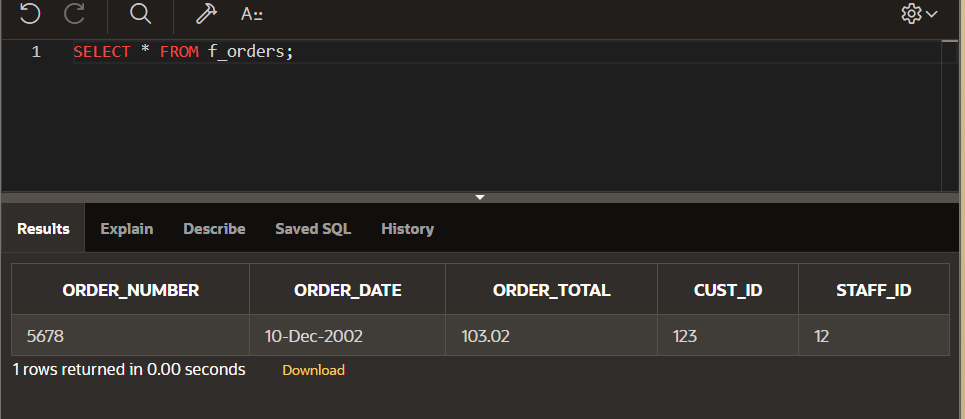 A::
1 SELECT * FROM f_orders;
Results Explain Describe Saved SQL History
ORDER_NUMBER ORDER_DATE ORDER_TOTAL CUST_ID STAFF_ID
5678 10-Dec-2002 103.02 123 12
1 rows returned in 0.00 seconds Download